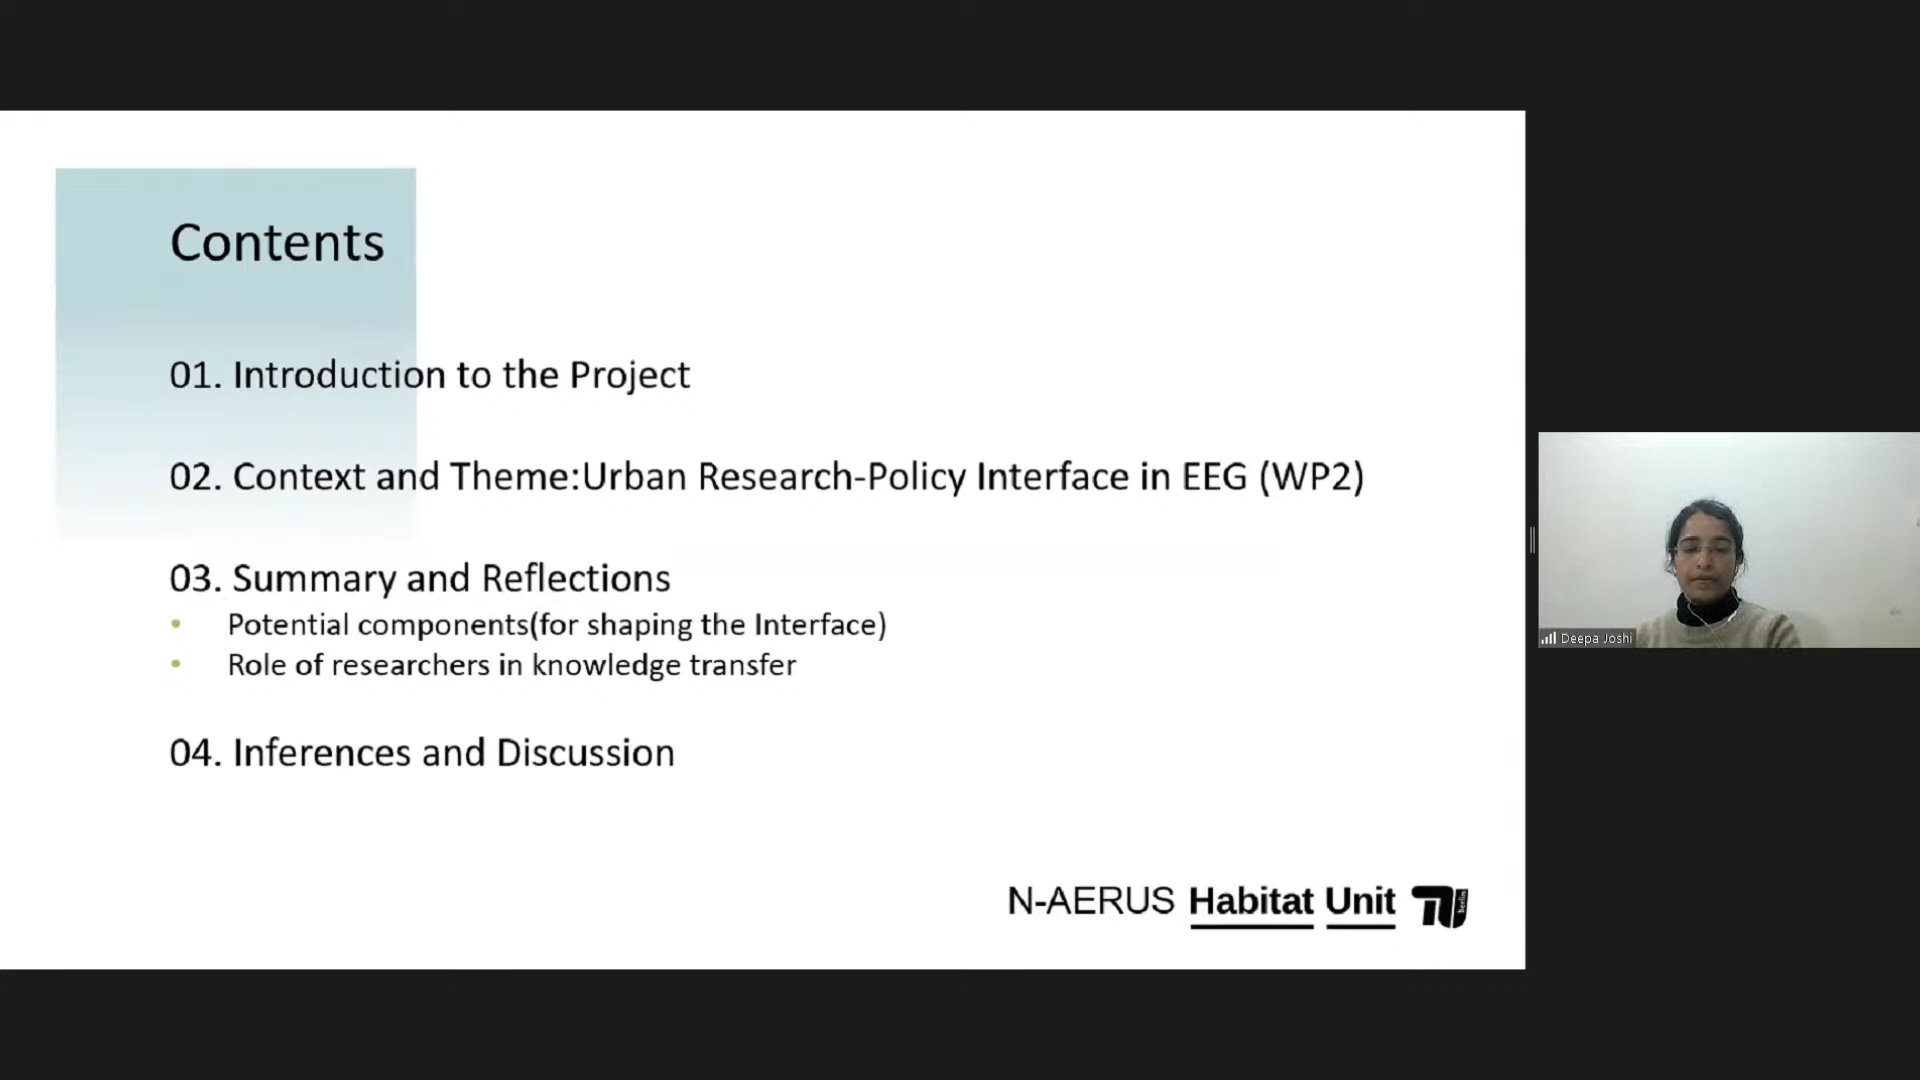 Contents
01. Introduction to the Project
02. Context and Theme:Urban Research-Policy Interface in EEG (WP2)
03. Summary and Reflections
• Potential components(for shaping the Interface)
• Role of researchers in knowledge transfer
04. Inferences and Discussion
N-AERUS Habitat Unit TU berlin
Deepa Joshi